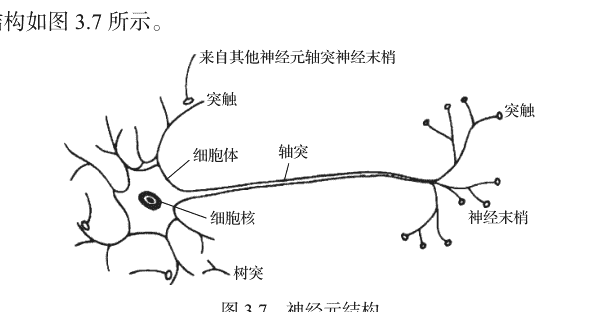 结构如图 3.7 所示。
来自其他神经元轴突神经末梢
突触
突触
细胞体
轴突
细胞核
神经末梢
树突
图 3.7 神经元结构